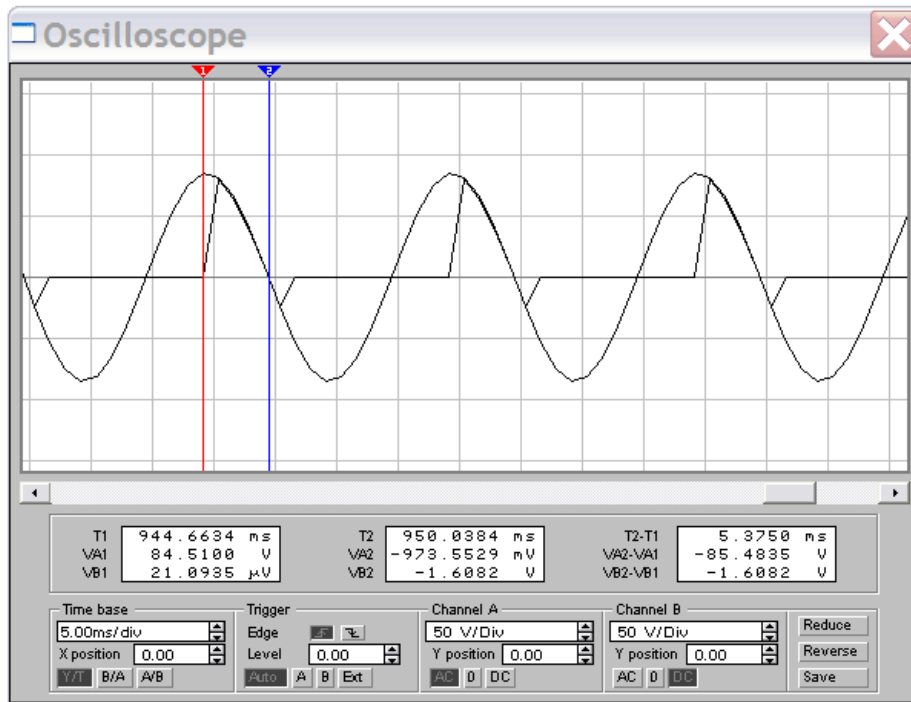 Oscilloscope
1 2
T1 944.6634 ms T2 950.0384 ms T2-T1 5.3750 ms
VA1 84.5100 V VA2 -973.5529 mV VA2-VA1 -85.4835 V
VB1 21.0935 µV VB2 -1.6082 V VB2-VB1 -1.6082 V
Time base Trigger Channel A Channel B
5.00ms/div Edge 50 V/Div 50 V/Div Reduce
X position 0.00 Level 0.00 Y position 0.00 Y position 0.00 Reverse
Y/T B/A A/B Auto A B Ext AC 0 DC AC 0 DC Save